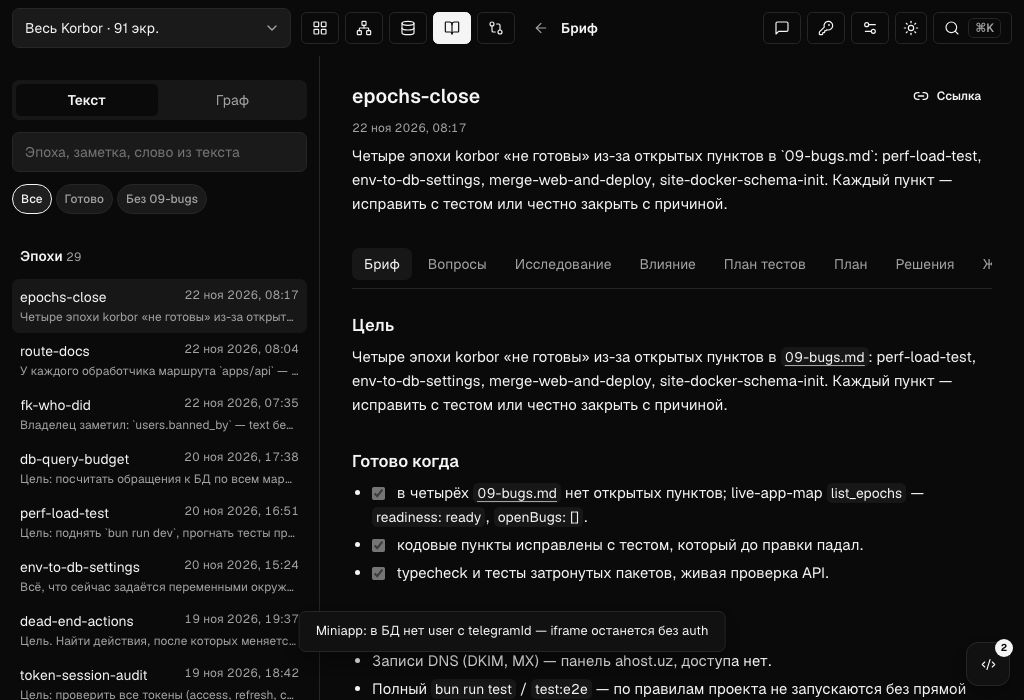 Весь Korbor · 91 экр.
Бриф
⌘K
Текст
Граф
Эпоха, заметка, слово из текста
Все
Готово
Без 09-bugs
Эпохи 29
epochs-close
22 ноя 2026, 08:17
Четыре эпохи korbor «не готовы» из-за открыт…
route-docs
22 ноя 2026, 08:04
У каждого обработчика маршрута `apps/api` — …
fk-who-did
22 ноя 2026, 07:35
Владелец заметил: `users.banned_by` — text бе…
db-query-budget
20 ноя 2026, 17:38
Цель: посчитать обращения к БД по всем мар…
perf-load-test
20 ноя 2026, 16:51
Цель: поднять `bun run dev`, прогнать тесты пр…
env-to-db-settings
20 ноя 2026, 15:24
Всё, что сейчас задаётся переменными окруж…
dead-end-actions
19 ноя 2026, 19:37
Цель. Найти действия, после которых меняетс…
token-session-audit
19 ноя 2026, 18:42
Цель: проверить все токены (access, refresh, c…
epochs-close
Ссылка
22 ноя 2026, 08:17
Четыре эпохи korbor «не готовы» из-за открытых пунктов в `09-bugs.md`: perf-load-test,
env-to-db-settings, merge-web-and-deploy, site-docker-schema-init. Каждый пункт —
исправить с тестом или честно закрыть с причиной.
Бриф
Вопросы
Исследование
Влияние
План тестов
План
Решения
Цель
Четыре эпохи korbor «не готовы» из-за открытых пунктов в 09-bugs.md: perf-load-test,
env-to-db-settings, merge-web-and-deploy, site-docker-schema-init. Каждый пункт —
исправить с тестом или честно закрыть с причиной.
Готово когда
• в четырёх 09-bugs.md нет открытых пунктов; live-app-map list_epochs —
readiness: ready, openBugs: [].
• кодовые пункты исправлены с тестом, который до правки падал.
• typecheck и тесты затронутых пакетов, живая проверка API.
Miniapp: в БД нет user с telegramId — iframe останется без auth
• Записи DNS (DKIM, MX) — панель ahost.uz, доступа нет.
• Полный bun run test / test:e2e — по правилам проекта не запускаются без прямой
2